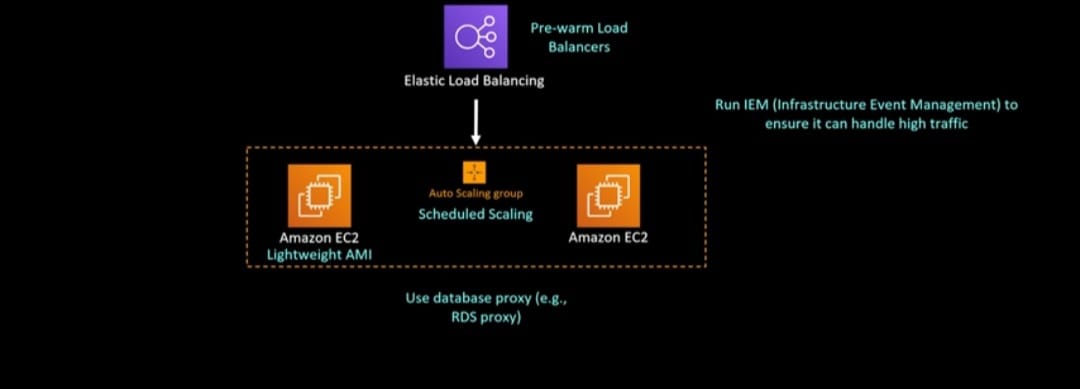 Pre-warm Load
Balancers
Elastic Load Balancing
Run IEM (Infrastructure Event Management) to
ensure it can handle high traffic
Auto Scaling group
Scheduled Scaling
Amazon EC2
Lightweight AMI
Amazon EC2
Use database proxy (e.g.,
RDS proxy)